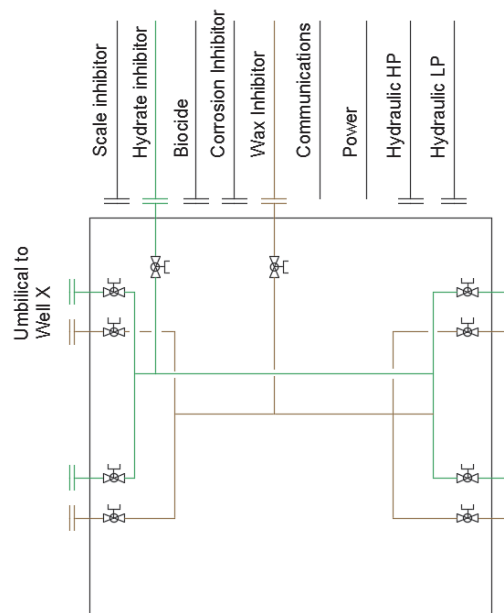 Scale inhibitor
Hydrate inhibitor
Biocide
Corrosion Inhibitor
Wax Inhibitor
Communications
Power
Hydraulic HP
Hydraulic LP
Umbilical to
Well X